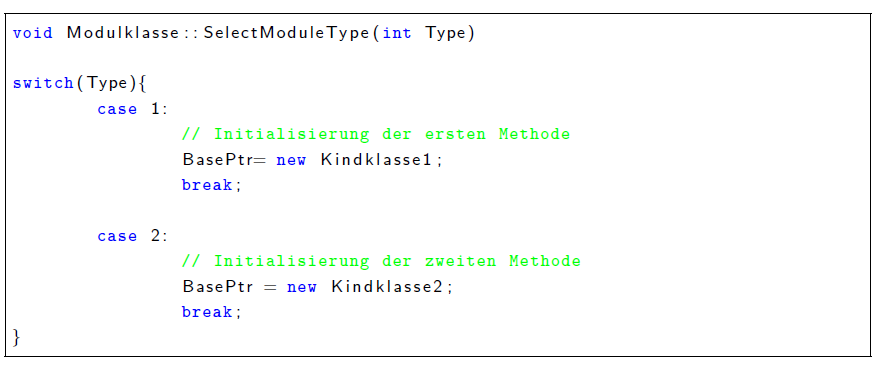 void Modulklasse::SelectModuleType(int Type)
switch(Type){
case 1:
// Initialisierung der ersten Methode
BasePtr= new Kindklasse1;
break;
case 2:
// Initialisierung der zweiten Methode
BasePtr = new Kindklasse2;
break;
}